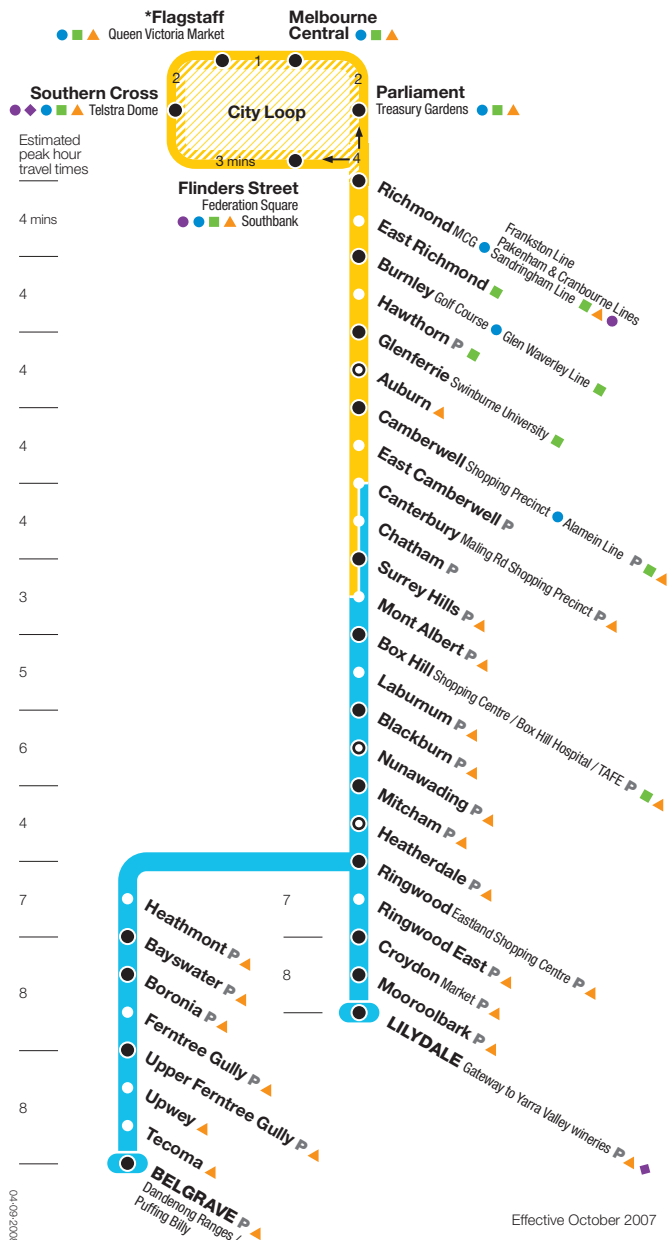 *Flagstaff
Queen Victoria Market
Melbourne
Central
2
1
2
Southern Cross
Telstra Dome
City Loop
Parliament
Treasury Gardens
Estimated
peak hour
travel times
3 mins
4
Flinders Street
Federation Square
Southbank
4 mins
Richmond MCG
Frankston Line
Pakenham & Cranbourne Lines
Sandringham Line
East Richmond
4
Burnley Golf Course Glen Waverley Line
Hawthorn P
4
Glenferrie Swinburne University
Auburn
4
Camberwell Shopping Precinct Alamein Line P
East Camberwell P
4
Canterbury Maling Rd Shopping Precinct P
Chatham P
3
Surrey Hills P
Mont Albert P
5
Box Hill Shopping Centre / Box Hill Hospital / TAFE P
Laburnum P
6
Blackburn P
Nunawading P
4
Mitcham P
Heatherdale P
Ringwood Eastland Shopping Centre P
7
Ringwood East P
8
Croydon Market P
Mooroolbark P
LILYDALE Gateway to Yarra Valley wineries P
7
Heathmont P
8
Bayswater P
Boronia P
Ferntree Gully P
8
Upper Ferntree Gully P
Upwey
Tecoma
BELGRAVE P
Dandenong Ranges /
Puffing Billy
Effective October 2007